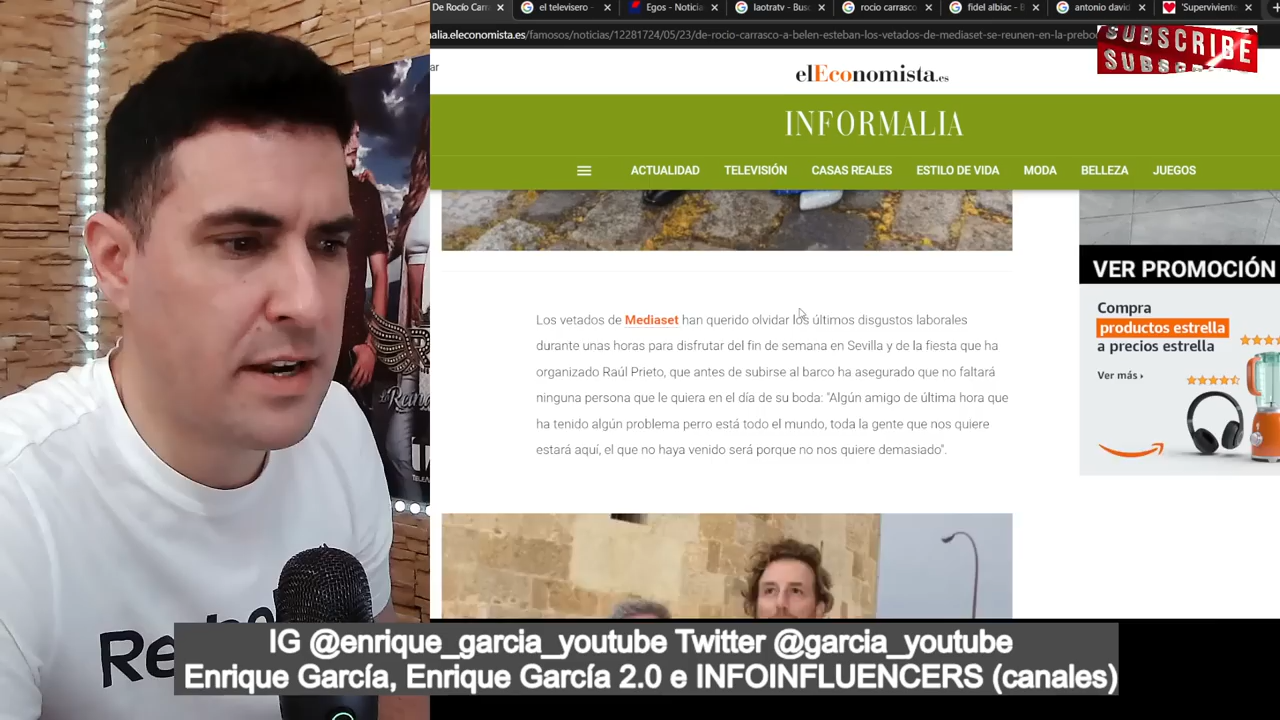 De Rocío Carr
el televisero -
Egos - Noticia
laotratv - Bus
rocio carrasco
fidel albiac - B
antonio david
'Superviviente
alia.eleconomista.es/famosos/noticias/12281724/05/23/de-rocio-carrasco-a-belen-esteban-los-vetados-de-mediaset-se-reunen-en-la-prebo
SUBSCRIBE
ar
elEconomista.es
INFORMALIA
ACTUALIDAD TELEVISIÓN CASAS REALES ESTILO DE VIDA MODA BELLEZA JUEGOS
Los vetados de Mediaset han querido olvidar los últimos disgustos laborales
durante unas horas para disfrutar del fin de semana en Sevilla y de la fiesta que ha
organizado Raúl Prieto, que antes de subirse al barco ha asegurado que no faltará
ninguna persona que le quiera en el día de su boda: "Algún amigo de última hora que
ha tenido algún problema perro está todo el mundo, toda la gente que nos quiere
estará aquí, el que no haya venido será porque no nos quiere demasiado".
VER PROMOCIÓN
Compra
productos estrella
a precios estrella
Ver más ›
IG @enrique_garcia_youtube Twitter @garcia_youtube
Enrique García, Enrique García 2.0 e INFOINFLUENCERS (canales)